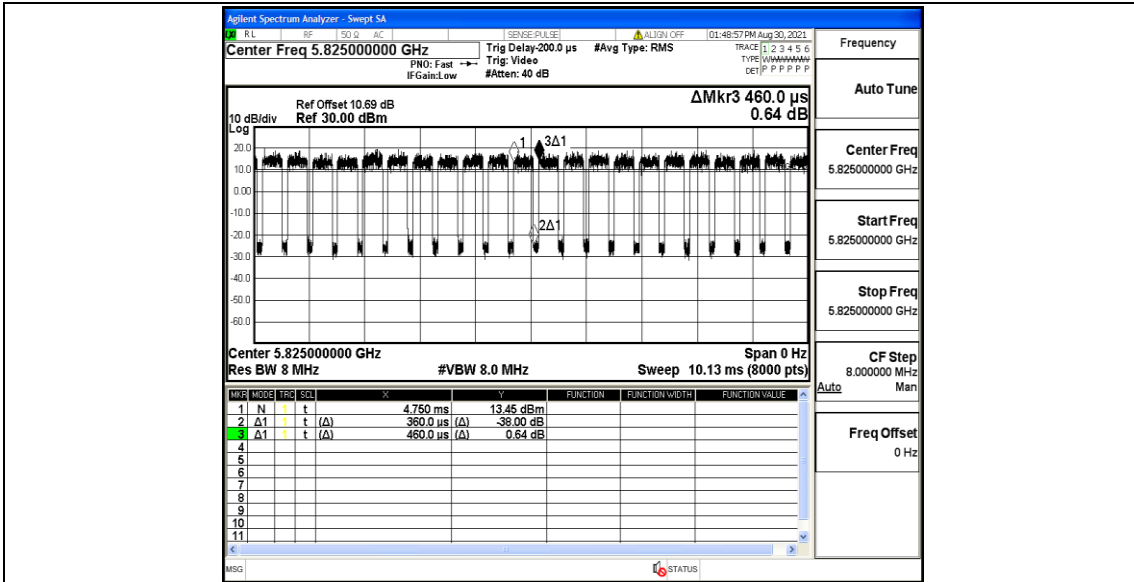 Agilent Spectrum Analyzer - Swept SA
RL RF 50 Ω AC SENSE:PULSE ALIGN OFF 01:48:57 PM Aug 30, 2021
Center Freq 5.825000000 GHz
PNO: Fast
IFGain:Low
Trig Delay-200.0 µs
Trig: Video
#Atten: 40 dB
#Avg Type: RMS
TRACE 1 2 3 4 5 6
TYPE
DET P P P P P P
ΔMkr3 460.0 µs
0.64 dB
Ref Offset 10.69 dB
10 dB/div Ref 30.00 dBm
Log
20.0
10.0
0.00
-10.0
-20.0
-30.0
-40.0
-50.0
-60.0
1
3Δ1
2Δ1
Center 5.825000000 GHz Span 0 Hz
Res BW 8 MHz #VBW 8.0 MHz Sweep 10.13 ms (8000 pts)
MKR MODE TRC SCL X Y FUNCTION FUNCTION WIDTH FUNCTION VALUE
1 N 1 t 4.750 ms 13.45 dBm
2 Δ1 1 t (Δ) 360.0 µs (Δ) -38.00 dB
3 Δ1 1 t (Δ) 460.0 µs (Δ) 0.64 dB
4
5
6
7
8
9
10
11
MSG STATUS
Frequency
Auto Tune
Center Freq
5.825000000 GHz
Start Freq
5.825000000 GHz
Stop Freq
5.825000000 GHz
CF Step
8.000000 MHz
Auto Man
Freq Offset
0 Hz